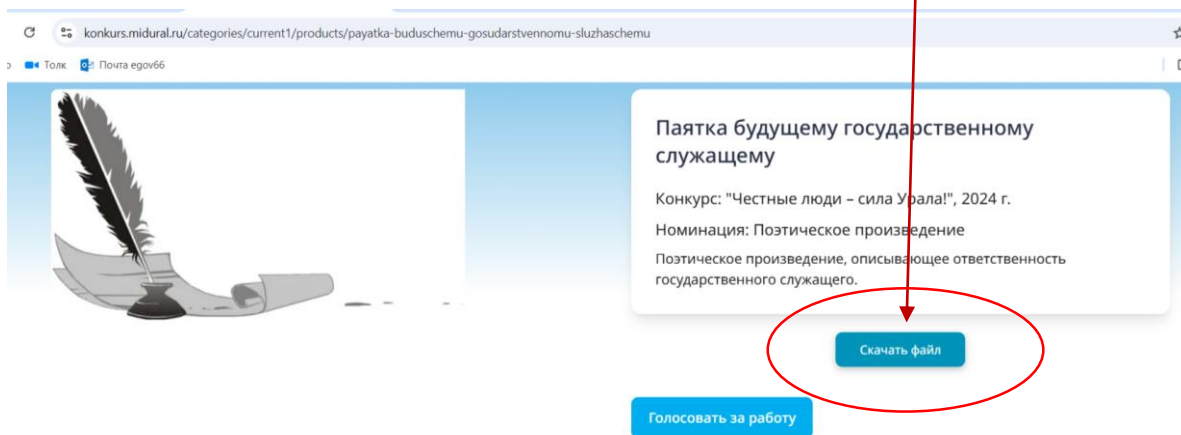 konkurs.midural.ru/categories/current1/products/payatka-buduschemu-gosudarstvennomu-sluzhaschemu
Толк Почта egov66
Паятка будущему государственному
служащему
Конкурс: "Честные люди – сила Урала!", 2024 г.
Номинация: Поэтическое произведение
Поэтическое произведение, описывающее ответственность
государственного служащего.
Скачать файл
Голосовать за работу